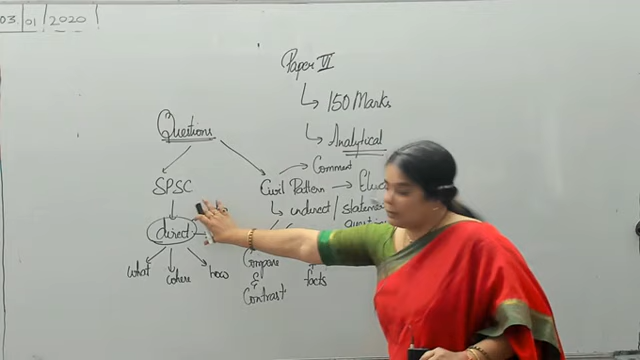 03 01 2020
Paper VI
150 Marks
Analytical
Questions
SPSC
direct
what
where
how
Civil Pattern
Comment
indirect / statement
Compare
&
Contrast
facts